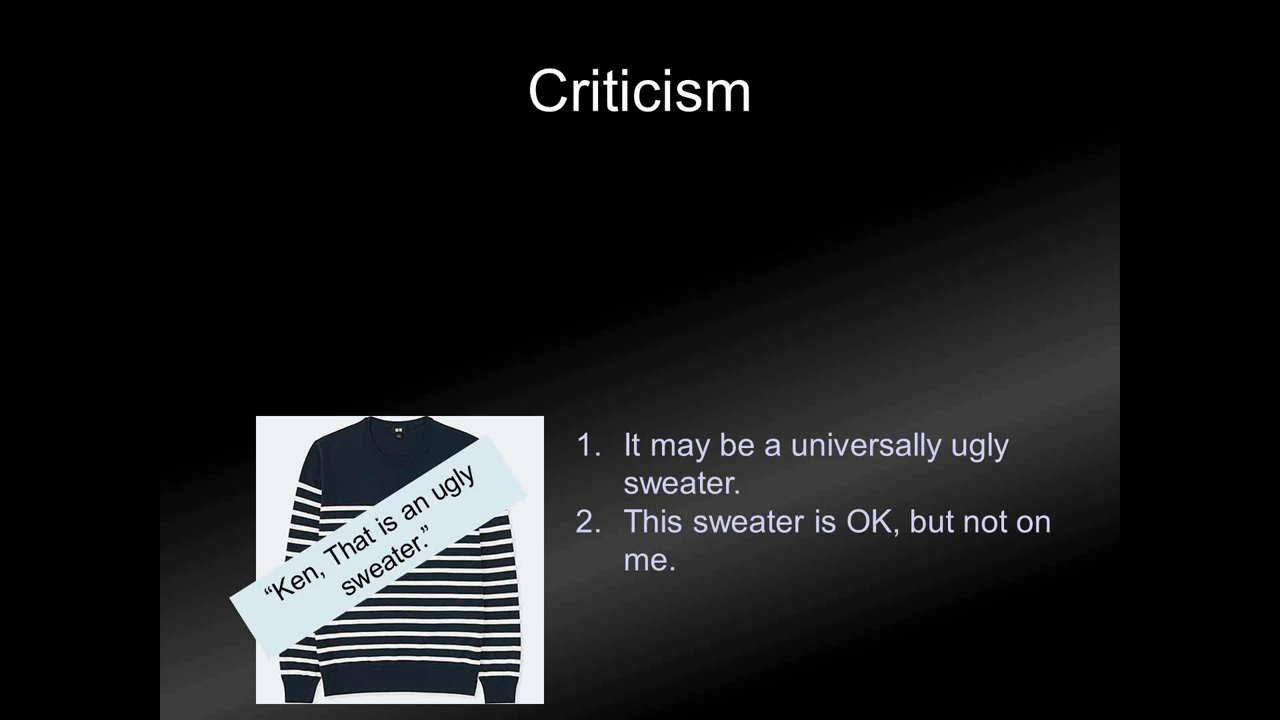 Criticism
“Ken, That is an ugly
sweater.”
1. It may be a universally ugly
sweater.
2. This sweater is OK, but not on
me.